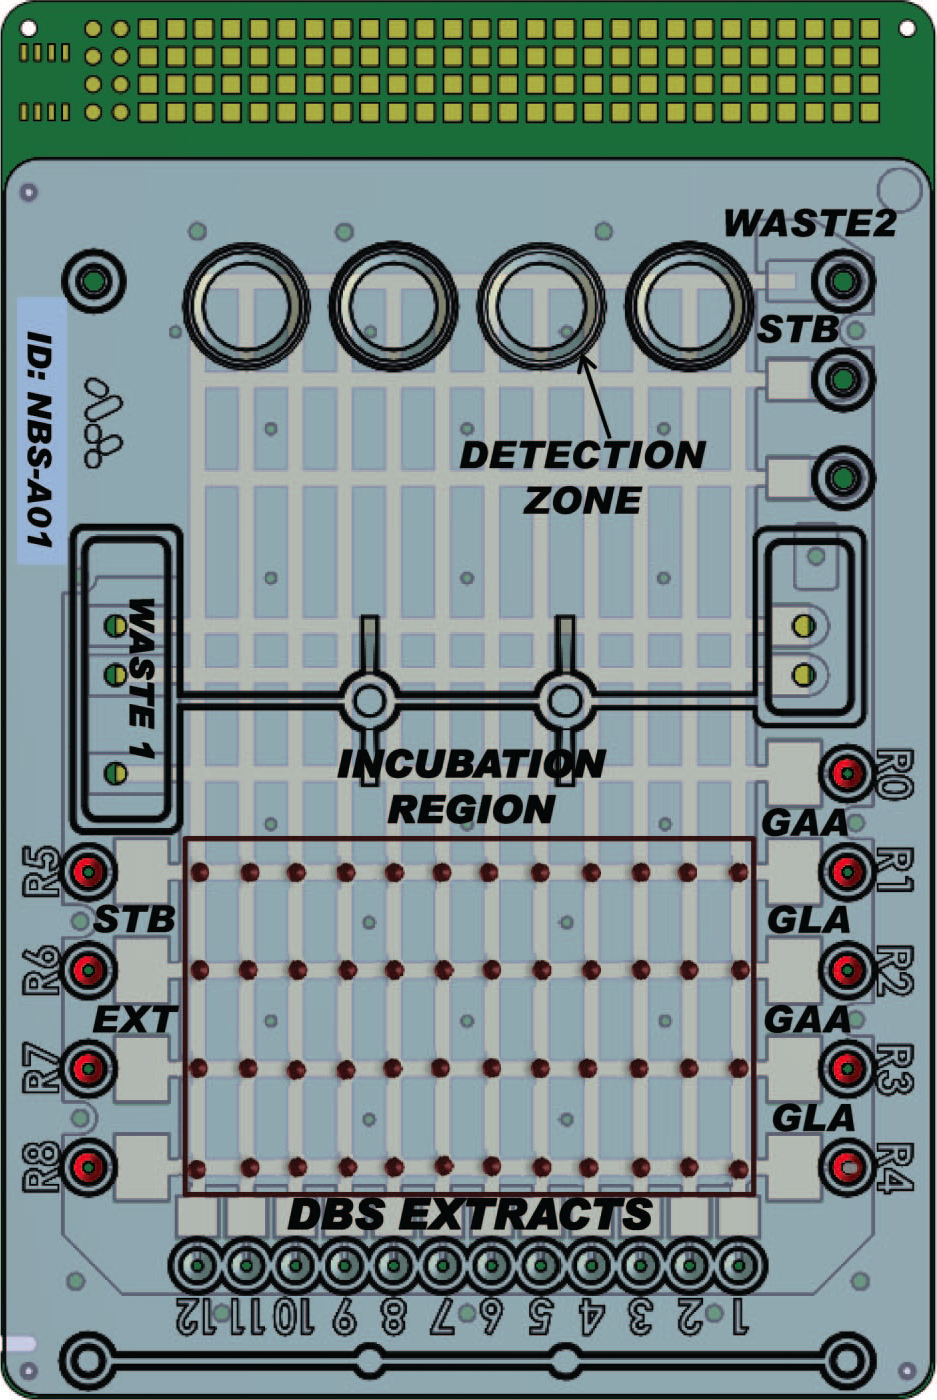 WASTE2
STB
ID: NBS-A01
DETECTION
ZONE
WASTE 1
INCUBATION
REGION
R0
GAA
R5
R1
STB
GLA
R6
R2
EXT
GAA
R7
R3
GLA
R8
R4
DBS EXTRACTS
12 11 10 9 8 7 6 5 4 3 2 1